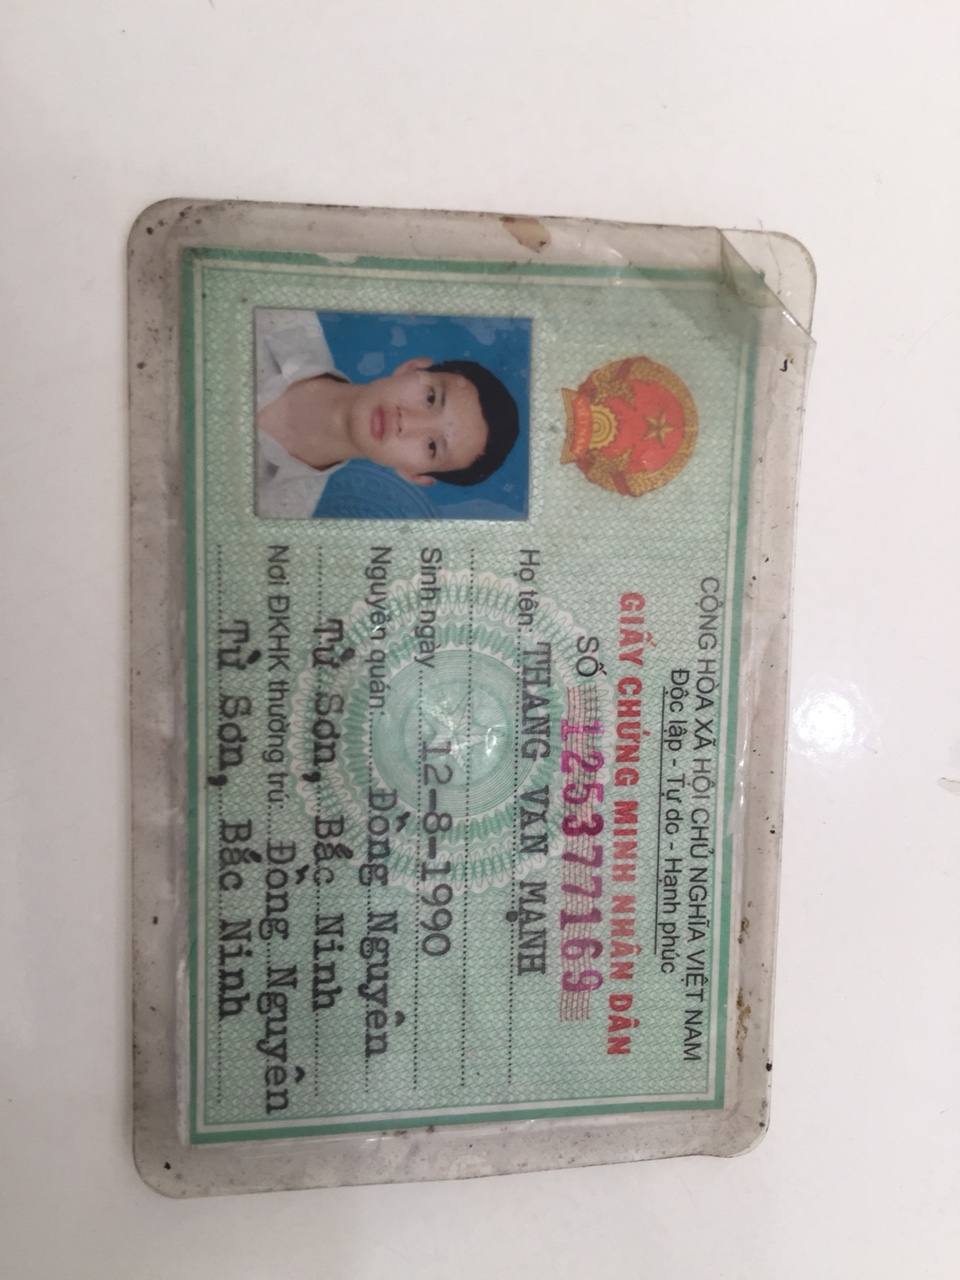 CỘNG HÒA XÃ HỘI CHỦ NGHĨA VIỆT NAM
Độc lập - Tự do - Hạnh phúc
GIẤY CHỨNG MINH NHÂN DÂN
SỐ 125377169
VIỆT NAM
Họ tên: THANG VĂN MẠNH
Sinh ngày 12-8-1990
Nguyên quán: Đồng Nguyên
Từ Sơn, Bắc Ninh
Nơi ĐKHK thường trú: Đồng Nguyên
Từ Sơn, Bắc Ninh